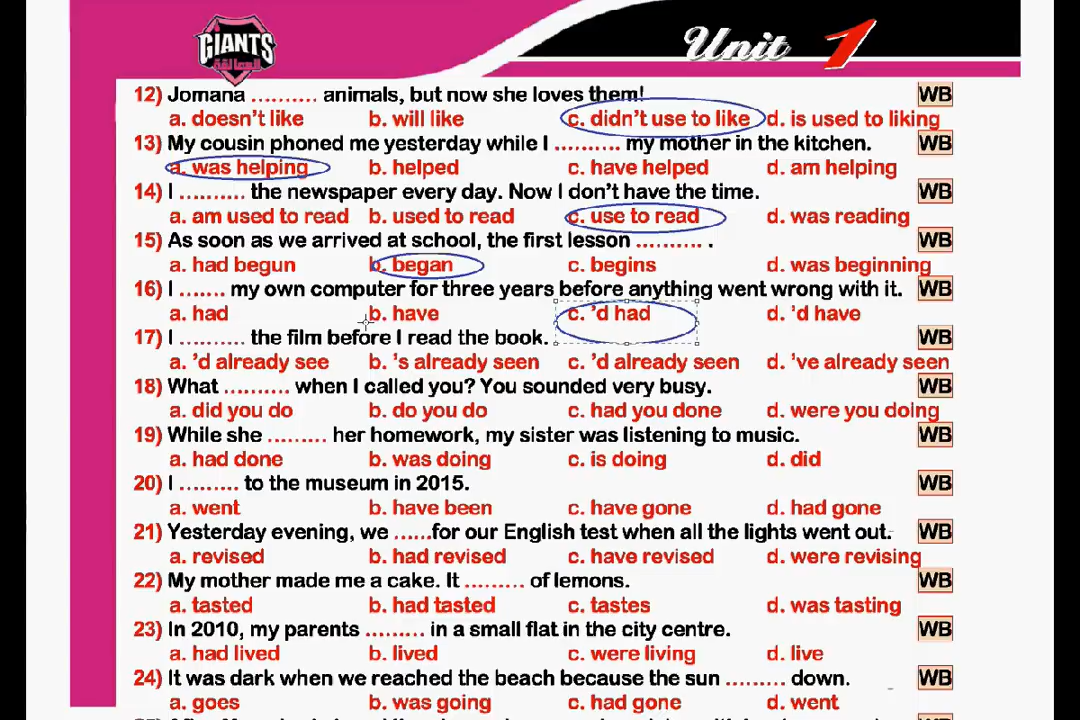 GIANTS
العمالقة
Unit 1
12) Jomana .......... animals, but now she loves them! WB
a. doesn't like b. will like c. didn't use to like d. is used to liking
13) My cousin phoned me yesterday while I .......... my mother in the kitchen. WB
a. was helping b. helped c. have helped d. am helping
14) I .......... the newspaper every day. Now I don't have the time. WB
a. am used to read b. used to read c. use to read d. was reading
15) As soon as we arrived at school, the first lesson .......... . WB
a. had begun b. began c. begins d. was beginning
16) I ....... my own computer for three years before anything went wrong with it. WB
a. had b. have c. 'd had d. 'd have
17) I .......... the film before I read the book. WB
a. 'd already see b. 's already seen c. 'd already seen d. 've already seen
18) What .......... when I called you? You sounded very busy. WB
a. did you do b. do you do c. had you done d. were you doing
19) While she ......... her homework, my sister was listening to music. WB
a. had done b. was doing c. is doing d. did
20) I ......... to the museum in 2015. WB
a. went b. have been c. have gone d. had gone
21) Yesterday evening, we ......for our English test when all the lights went out. WB
a. revised b. had revised c. have revised d. were revising
22) My mother made me a cake. It ......... of lemons. WB
a. tasted b. had tasted c. tastes d. was tasting
23) In 2010, my parents ......... in a small flat in the city centre. WB
a. had lived b. lived c. were living d. live
24) It was dark when we reached the beach because the sun ......... down. WB
a. goes b. was going c. had gone d. went